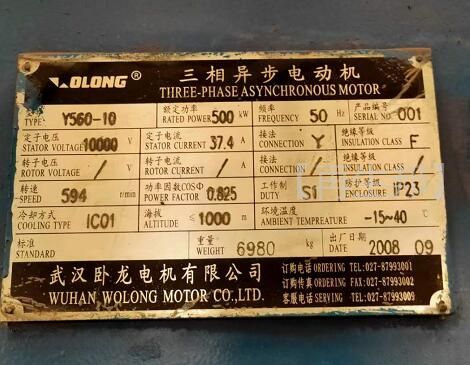 WOLONG® 三相异步电动机
THREE-PHASE ASYNCHRONOUS MOTOR
TYPE: Y560-10 额定功率 RATED POWER 500 kW 频率 FREQUENCY 50 Hz 产品编号 SERIAL NO. 001
定子电压 STATOR VOLTAGE 10000 V 定子电流 STATOR CURRENT 37.4 A 接法 CONNECTION Y 绝缘等级 INSULATION CLASS F
转子电压 ROTOR VOLTAGE / V 转子电流 ROTOR CURRENT / A 接法 CONNECTION / 绝缘等级 INSULATION CLASS /
转速 SPEED 594 r/min 功率因数COSΦ POWER FACTOR 0.825 工作制 DUTY S1 防护等级 ENCLOSURE IP23
冷却方式 COOLING TYPE IC01 海拔 ALTITUDE ≤ 1000 m 环境温度 AMBIENT TEMPERATURE -15~40 ℃
标准 STANDARD 重量 WEIGHT 6980 kg 出厂日期 DATE 2008 09
武汉卧龙电机有限公司
WUHAN WOLONG MOTOR CO.,LTD.
订购电话 ORDERING TEL:027-87993001
订购传真 ORDERING FAX:027-87993002
客服电话 SERVING TEL:027-87993009